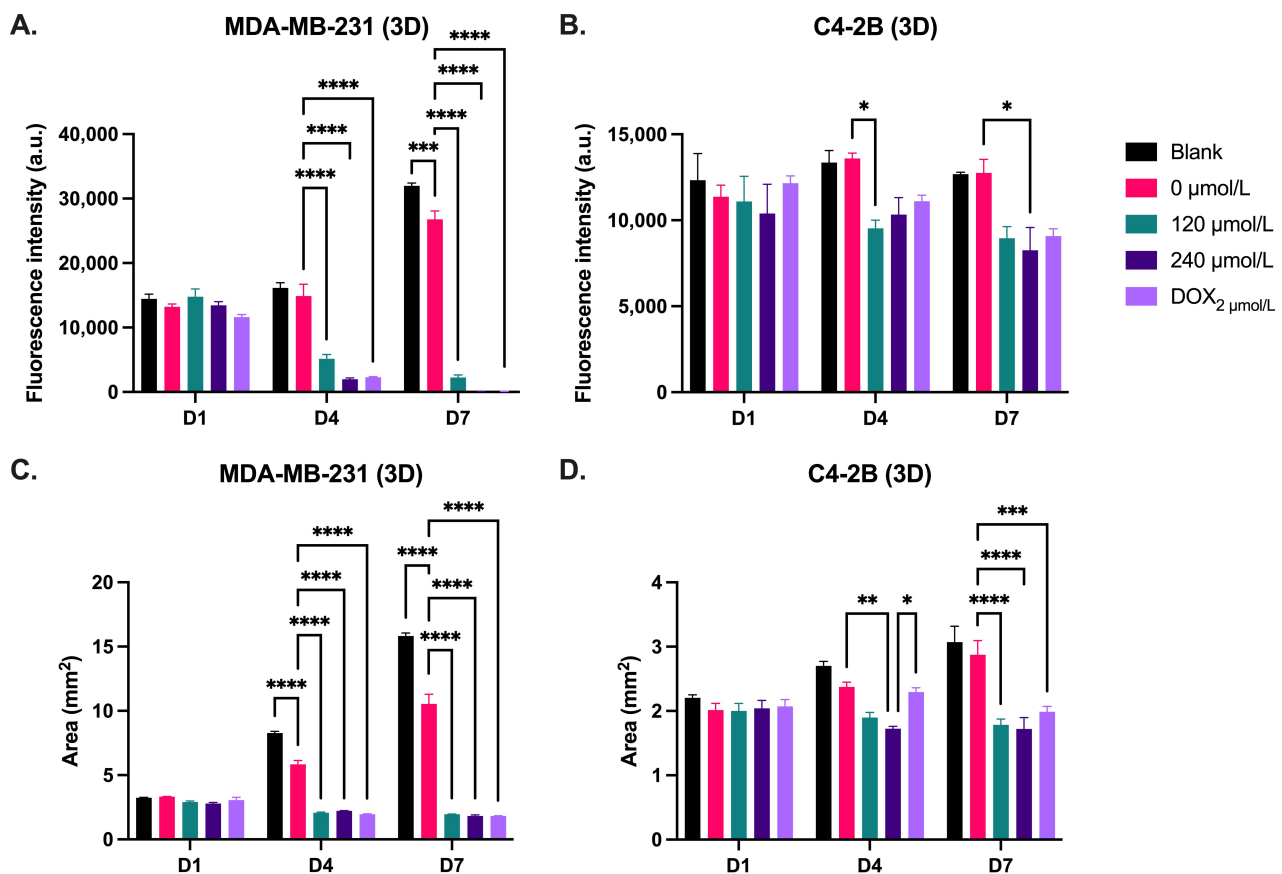 A.
MDA-MB-231 (3D)
****
****
****
****
****
***
****
Fluorescence intensity (a.u.)
40,000
30,000
20,000
10,000
0
D1
D4
D7
B.
C4-2B (3D)
*
*
Fluorescence intensity (a.u.)
15,000
10,000
5,000
0
D1
D4
D7
Blank
0 µmol/L
120 µmol/L
240 µmol/L
DOX2 µmol/L
C.
MDA-MB-231 (3D)
****
****
****
****
****
****
****
****
Area (mm²)
20
15
10
5
0
D1
D4
D7
D.
C4-2B (3D)
***
****
**
*
****
Area (mm²)
4
3
2
1
0
D1
D4
D7